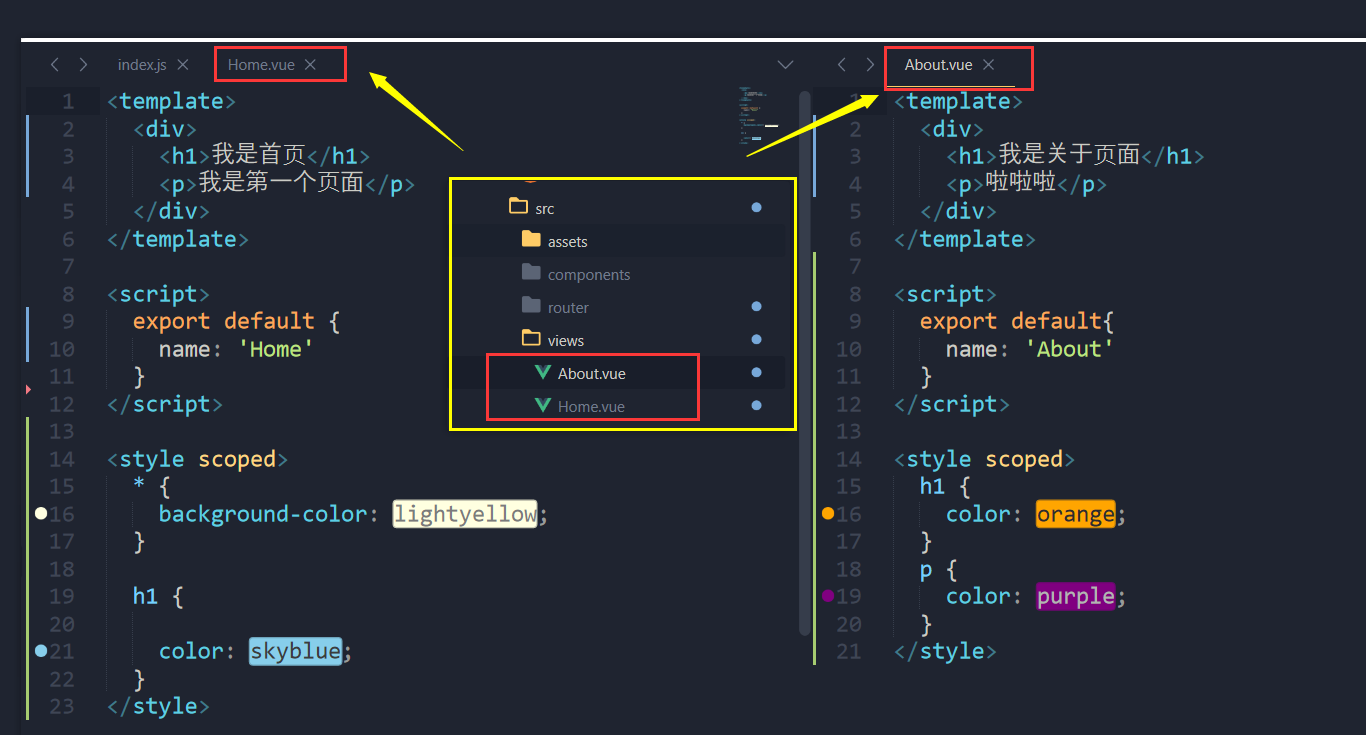 index.js
Home.vue
1 <template>
2 <div>
3 <h1>我是首页</h1>
4 <p>我是第一个页面</p>
5 </div>
6 </template>
7
8 <script>
9 export default {
10 name: 'Home'
11 }
12 </script>
13
14 <style scoped>
15 * {
16 background-color: lightyellow;
17 }
18
19 h1 {
20
21 color: skyblue;
22 }
23 </style>
src
assets
components
router
views
About.vue
Home.vue
About.vue
1 <template>
2 <div>
3 <h1>我是关于页面</h1>
4 <p>啦啦啦</p>
5 </div>
6 </template>
7
8 <script>
9 export default{
10 name: 'About'
11 }
12 </script>
13
14 <style scoped>
15 h1 {
16 color: orange;
17 }
18 p {
19 color: purple;
20 }
21 </style>